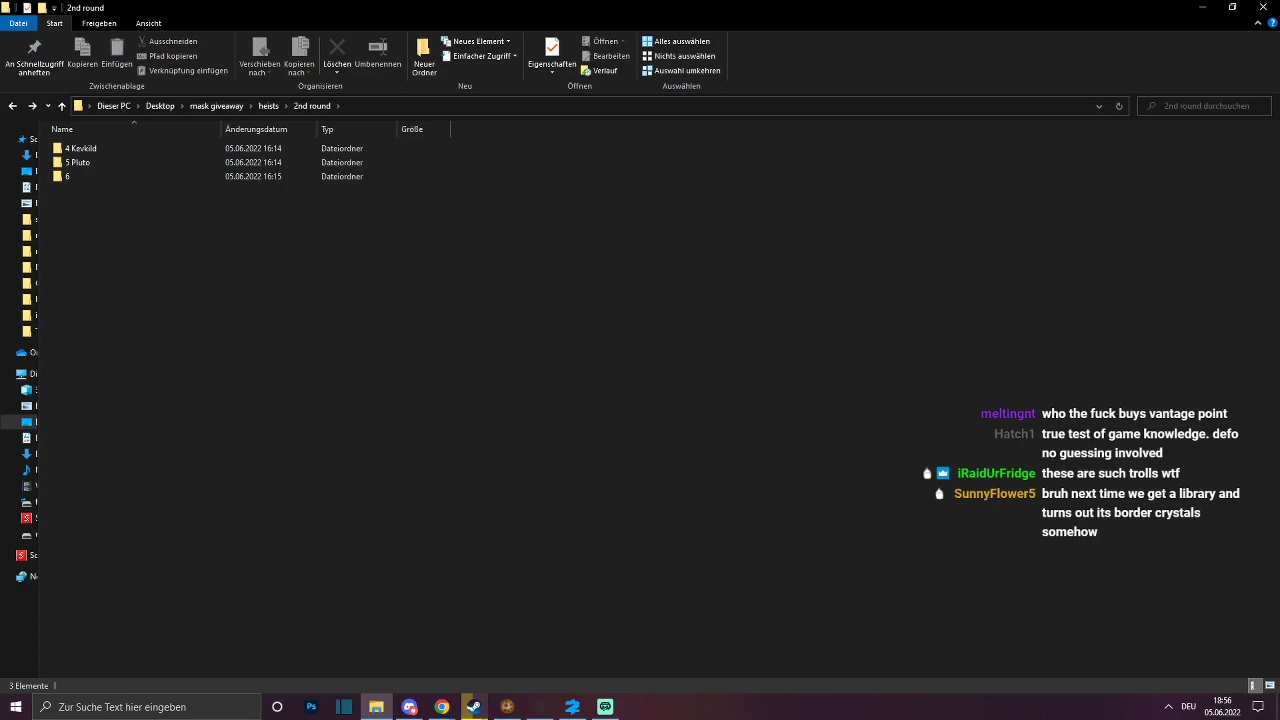 2nd round
Datei
Start
Freigeben
Ansicht
An Schnellzugriff
anheften
Kopieren
Einfügen
Ausschneiden
Pfad kopieren
Verknüpfung einfügen
Zwischenablage
Verschieben
nach
Kopieren
nach
Löschen
Umbenennen
Organisieren
Neuer
Ordner
Neues Element
Einfacher Zugriff
Neu
Eigenschaften
Öffnen
Bearbeiten
Verlauf
Öffnen
Alles auswählen
Nichts auswählen
Auswahl umkehren
Auswählen
Dieser PC > Desktop > mask giveaway > heists > 2nd round >
2nd round durchsuchen
Name Änderungsdatum Typ Größe
4 Kevkild 05.06.2022 16:14 Dateiordner
5 Pluto 05.06.2022 16:14 Dateiordner
6 05.06.2022 16:15 Dateiordner
meltingnt who the fuck buys vantage point
Hatch1 true test of game knowledge. defo
no guessing involved
iRaidUrFridge these are such trolls wtf
SunnyFlower5 bruh next time we get a library and
turns out its border crystals
somehow
3 Elemente
Zur Suche Text hier eingeben
Ps
DEU
18:56
05.06.2022